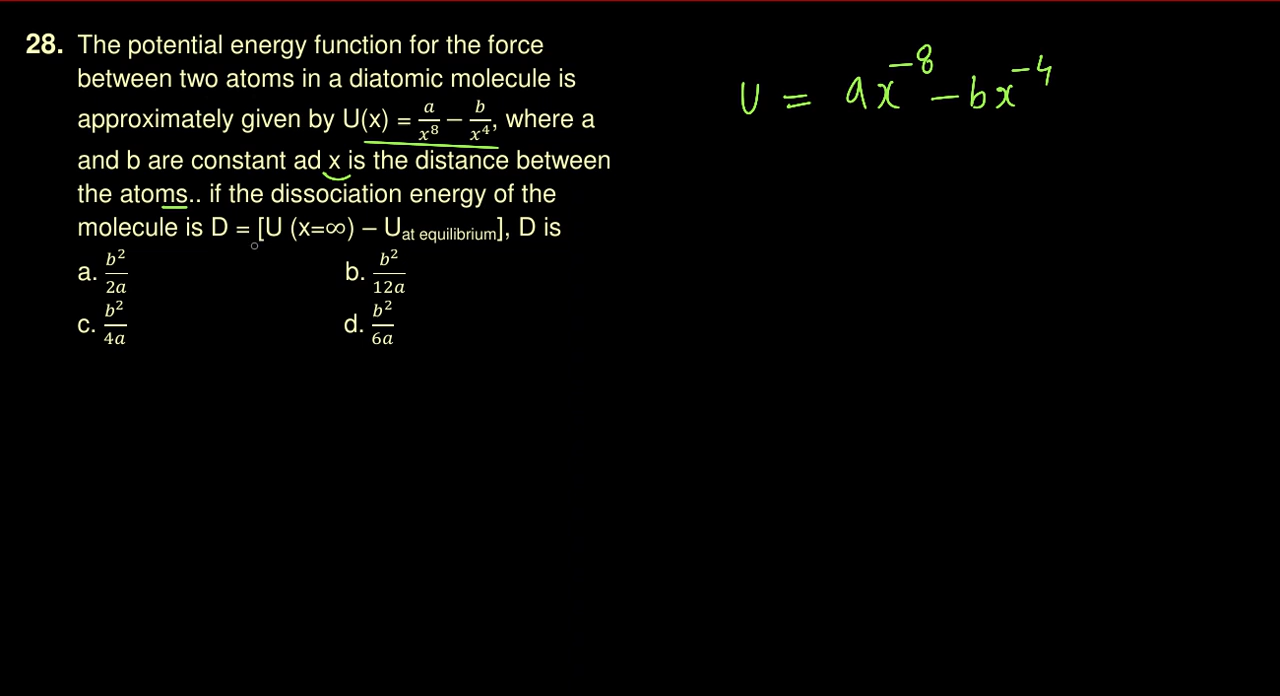 28. The potential energy function for the force
between two atoms in a diatomic molecule is
approximately given by U(x) = a/x⁸ − b/x⁴, where a
and b are constant ad x is the distance between
the atoms.. if the dissociation energy of the
molecule is D = [U (x=∞) – U_at equilibrium], D is
a. b²/2a b. b²/12a
c. b²/4a d. b²/6a
U = ax⁻⁸ − bx⁻⁴